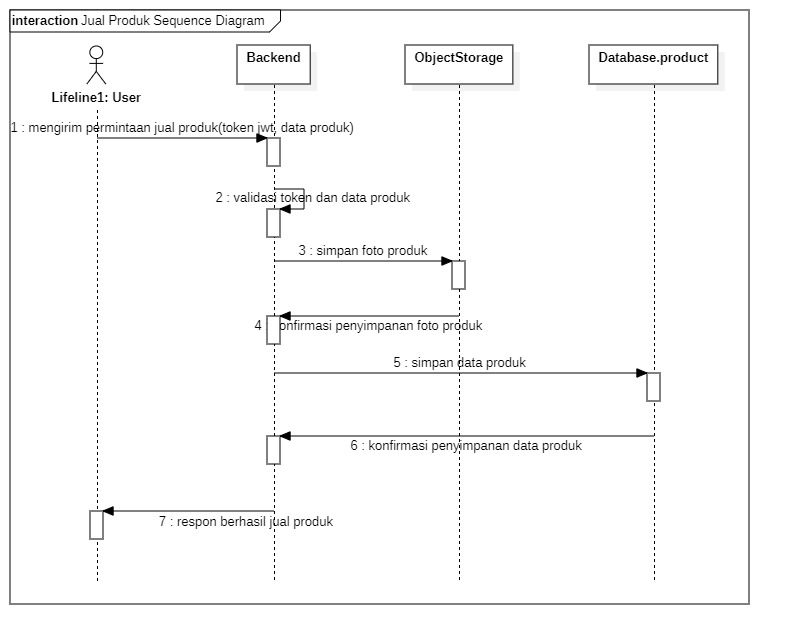 interaction Jual Produk Sequence Diagram
Backend
ObjectStorage
Database.product
Lifeline1: User
1 : mengirim permintaan jual produk(token jwt, data produk)
2 : validasi token dan data produk
3 : simpan foto produk
4 onfirmasi penyimpanan foto produk
5 : simpan data produk
6 : konfirmasi penyimpanan data produk
7 : respon berhasil jual produk